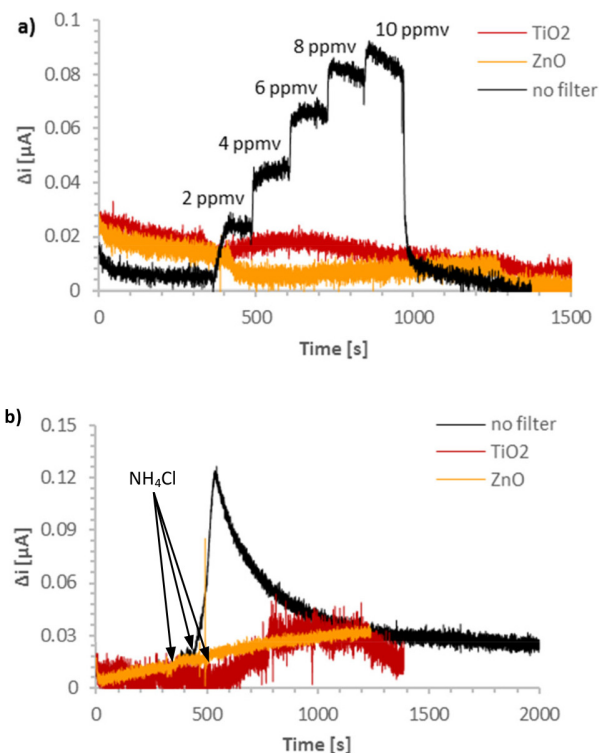 a)
10 ppmv
8 ppmv
6 ppmv
4 ppmv
2 ppmv
TiO2
ZnO
no filter
0.1
0.08
0.06
0.04
0.02
0
Δi [µA]
0 500 1000 1500
Time [s]
b)
no filter
TiO2
ZnO
NH₄Cl
0.15
0.12
0.09
0.06
0.03
0
Δi [µA]
0 500 1000 1500 2000
Time [s]